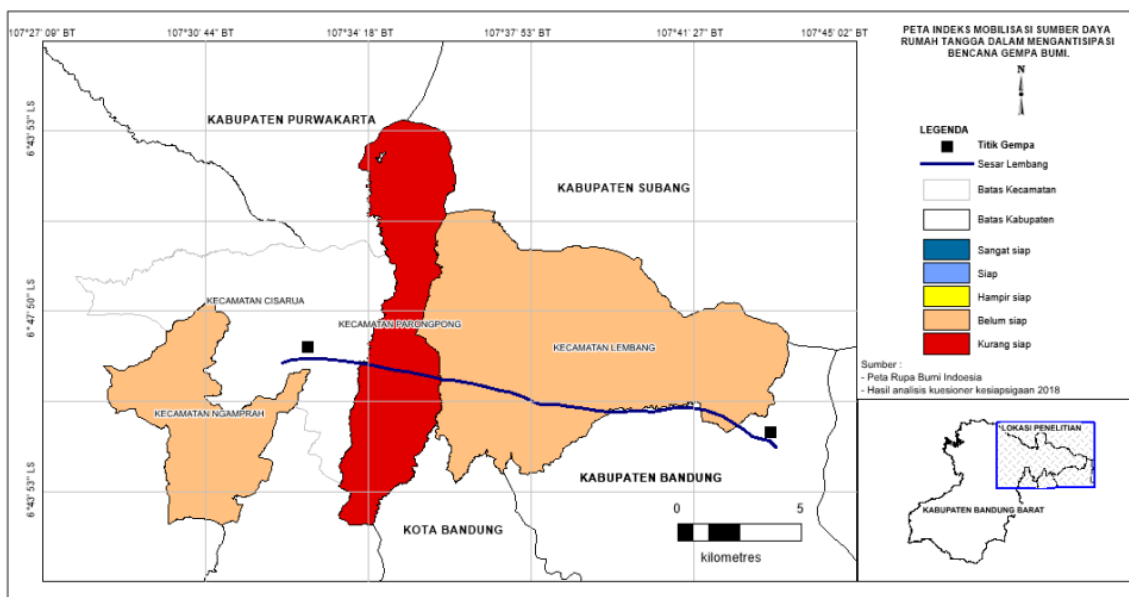 107°27' 09" BT
107°30' 44" BT
107°34' 18" BT
107°37' 53" BT
107°41' 27" BT
107°45' 02" BT
6°43' 53" LS
6°47' 50" LS
6°43' 53" LS
KABUPATEN PURWAKARTA
KABUPATEN SUBANG
KECAMATAN CISARUA
KECAMATAN PARONGPONG
KECAMATAN LEMBANG
KECAMATAN NGAMPRAH
KABUPATEN BANDUNG
KOTA BANDUNG
0 5
kilometres
PETA INDEKS MOBILISASI SUMBER DAYA
RUMAH TANGGA DALAM MENGANTISIPASI
BENCANA GEMPA BUMI.
N
LEGENDA
Titik Gempa
Sesar Lembang
Batas Kecamatan
Batas Kabupaten
Sangat siap
Siap
Hampir siap
Belum siap
Kurang siap
Sumber :
- Peta Rupa Bumi Indoesia
- Hasil analisis kuesioner kesiapsigaan 2018
LOKASI PENELITIAN
KABUPATEN BANDUNG BARAT